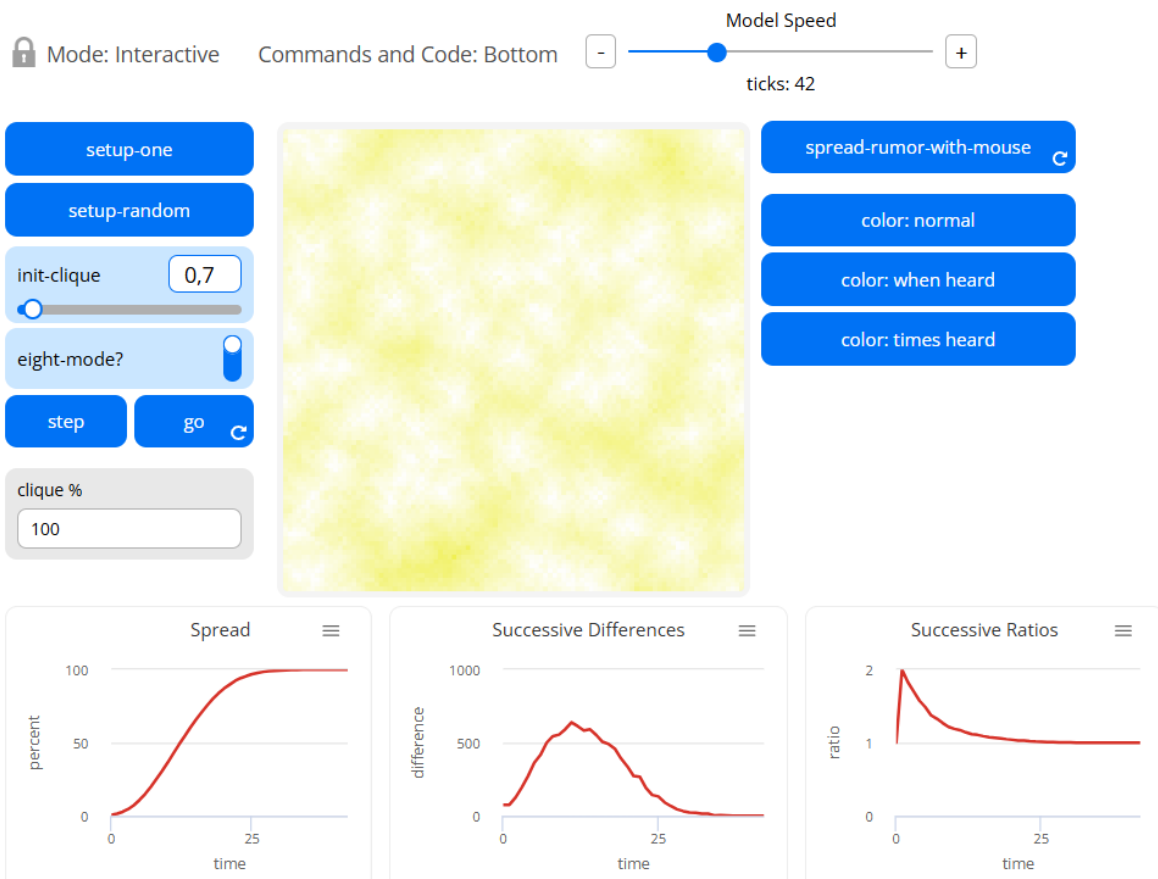 Model Speed
Mode: Interactive
Commands and Code: Bottom
-
+
ticks: 42
setup-one
setup-random
init-clique
0,7
eight-mode?
step
go
clique %
100
spread-rumor-with-mouse
color: normal
color: when heard
color: times heard
Spread
100
50
0
percent
0
25
time
Successive Differences
1000
500
0
difference
0
25
time
Successive Ratios
2
1
0
ratio
0
25
time